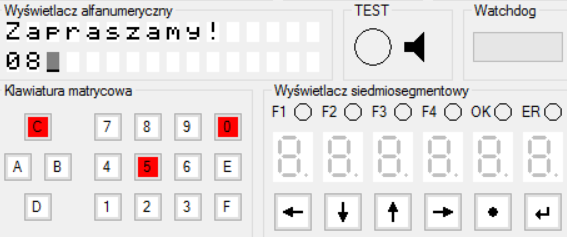 Wyświetlacz alfanumeryczny
Zapraszamy!
08
TEST
Watchdog
Klawiatura matrycowa
C 7 8 9 0
A B 4 5 6 E
D 1 2 3 F
Wyświetlacz siedmiosegmentowy
F1 F2 F3 F4 OK ER